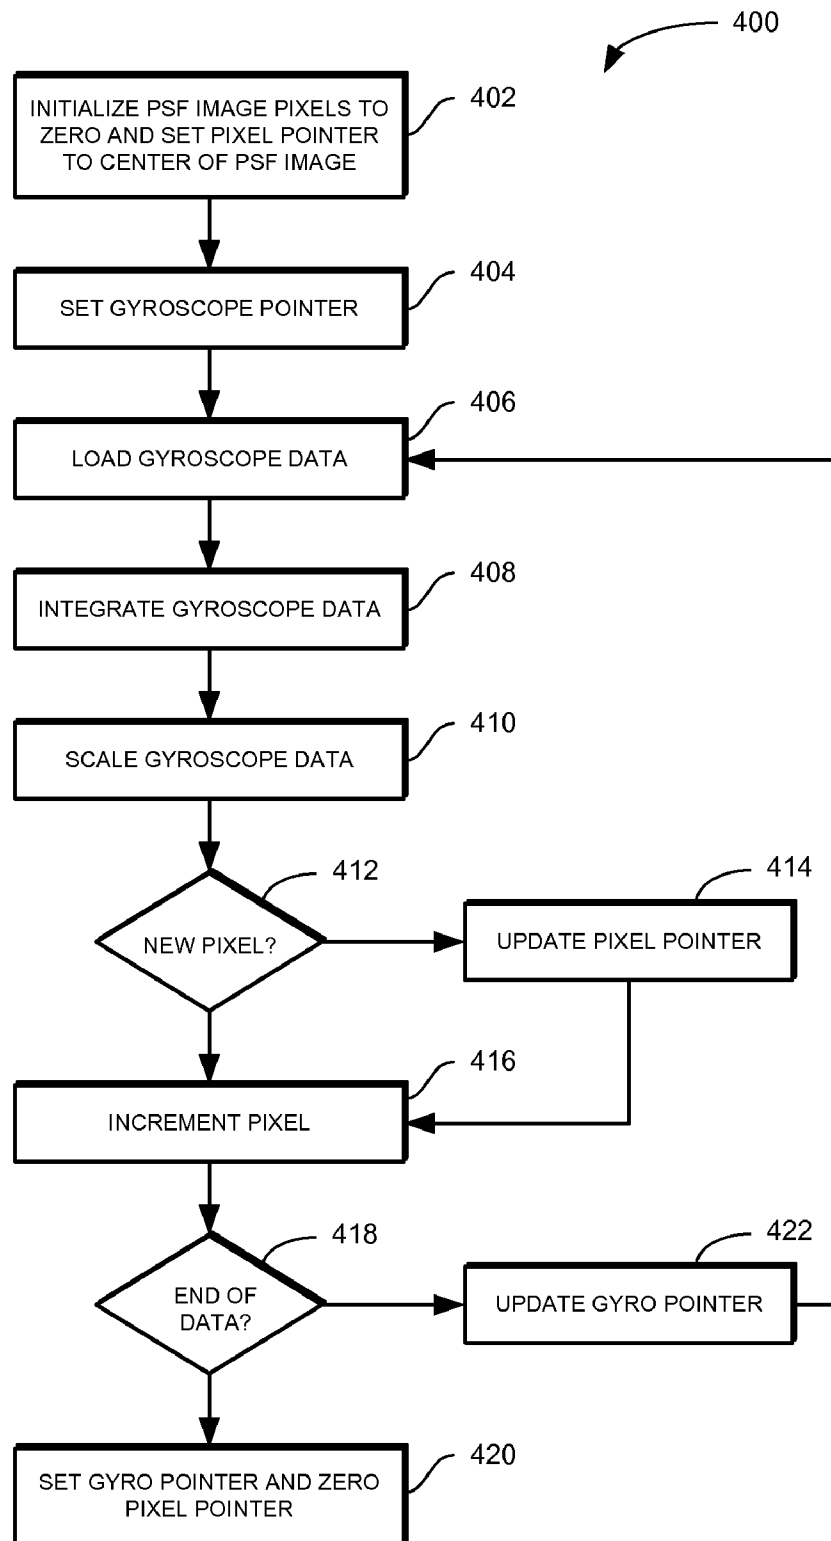 400
INITIALIZE PSF IMAGE PIXELS TO
ZERO AND SET PIXEL POINTER
TO CENTER OF PSF IMAGE
402
SET GYROSCOPE POINTER
404
LOAD GYROSCOPE DATA
406
INTEGRATE GYROSCOPE DATA
408
SCALE GYROSCOPE DATA
410
NEW PIXEL?
412
UPDATE PIXEL POINTER
414
INCREMENT PIXEL
416
END OF
DATA?
418
UPDATE GYRO POINTER
422
SET GYRO POINTER AND ZERO
PIXEL POINTER
420